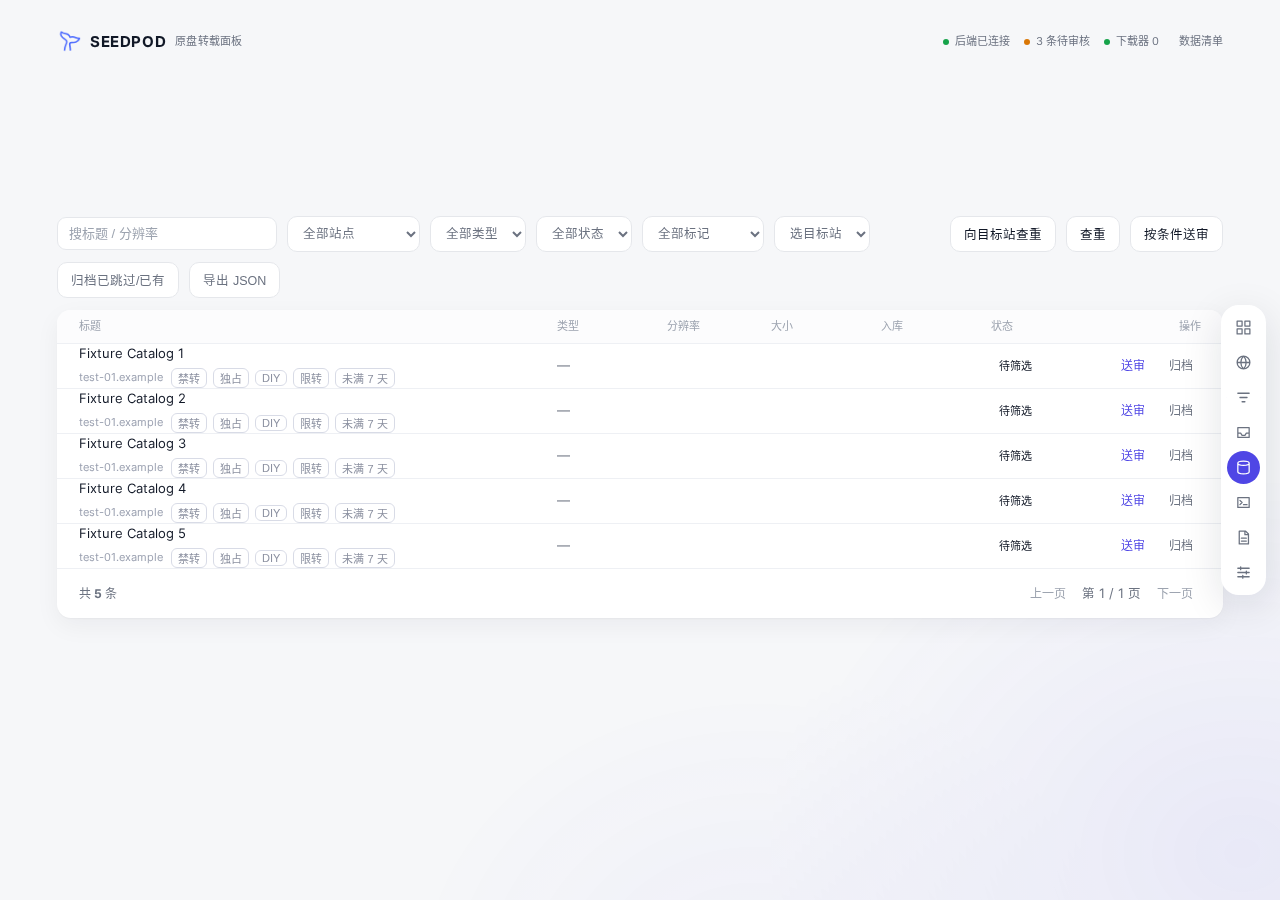 SEEDPOD 原盘转载面板 后端已连接 3 条待审核 下载器 0 数据清单
搜标题 / 分辨率 全部站点 全部类型 全部状态 全部标记 选目标站 向目标站查重 查重 按条件送审
归档已跳过/已有 导出 JSON
标题 类型 分辨率 大小 入库 状态 操作
Fixture Catalog 1
test-01.example 禁转 独占 DIY 限转 未满 7 天 — 待筛选 送审 归档
Fixture Catalog 2
test-01.example 禁转 独占 DIY 限转 未满 7 天 — 待筛选 送审 归档
Fixture Catalog 3
test-01.example 禁转 独占 DIY 限转 未满 7 天 — 待筛选 送审 归档
Fixture Catalog 4
test-01.example 禁转 独占 DIY 限转 未满 7 天 — 待筛选 送审 归档
Fixture Catalog 5
test-01.example 禁转 独占 DIY 限转 未满 7 天 — 待筛选 送审 归档
共 5 条 上一页 第 1 / 1 页 下一页